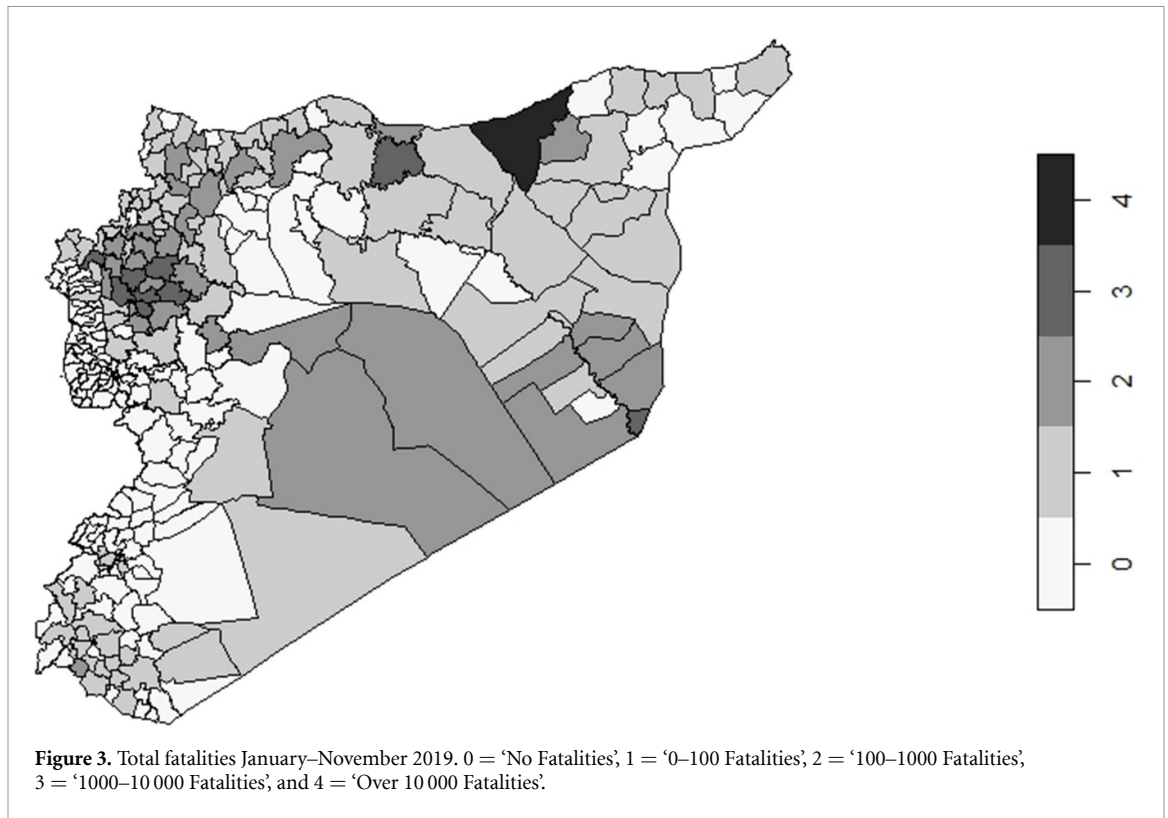 4
3
2
1
0
Figure 3. Total fatalities January–November 2019. 0 = ‘No Fatalities’, 1 = ‘0–100 Fatalities’, 2 = ‘100–1000 Fatalities’,
3 = ‘1000–10 000 Fatalities’, and 4 = ‘Over 10 000 Fatalities’.